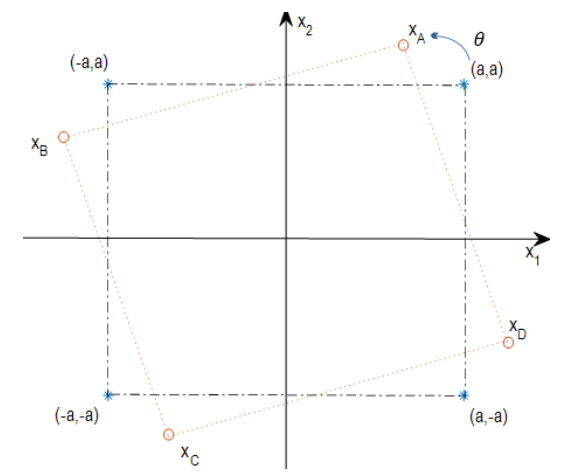 x2
xA
θ
(-a,a)
(a,a)
xB
x1
xD
(-a,-a)
(a,-a)
xC